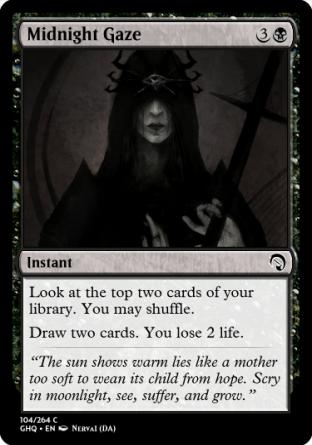 Midnight Gaze 3
Instant
Look at the top two cards of your
library. You may shuffle.
Draw two cards. You lose 2 life.
“The sun shows warm lies like a mother
too soft to wean its child from hope. Scry
in moonlight, see, suffer, and grow.”
104/264 C
GHQ • EN Nerval (DA)